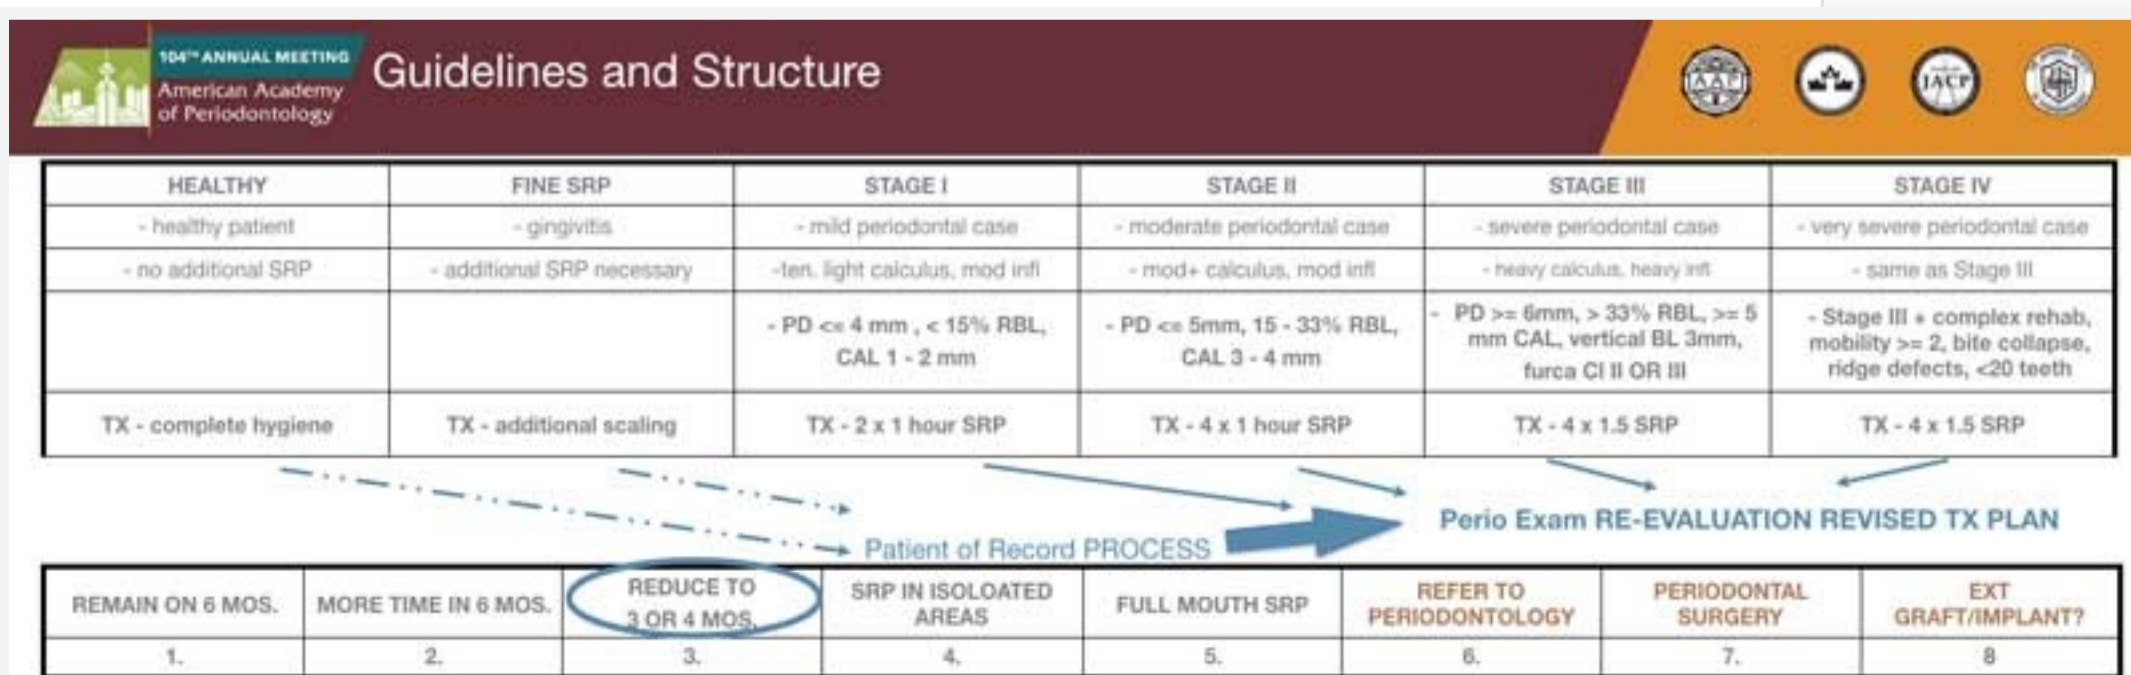 104TH ANNUAL MEETING
American Academy
of Periodontology
Guidelines and Structure
AAP
IACP
HEALTHY
FINE SRP
STAGE I
STAGE II
STAGE III
STAGE IV
- healthy patient
- gingivitis
- mild periodontal case
- moderate periodontal case
- severe periodontal case
- very severe periodontal case
- no additional SRP
- additional SRP necessary
-ten. light calculus, mod infl
- mod+ calculus, mod infl
- heavy calculus, heavy infl
- same as Stage III
- PD <= 4 mm , < 15% RBL,
CAL 1 - 2 mm
- PD <= 5mm, 15 - 33% RBL,
CAL 3 - 4 mm
- PD >= 6mm, > 33% RBL, >= 5
mm CAL, vertical BL 3mm,
furca Cl II OR III
- Stage III + complex rehab,
mobility >= 2, bite collapse,
ridge defects, <20 teeth
TX - complete hygiene
TX - additional scaling
TX - 2 x 1 hour SRP
TX - 4 x 1 hour SRP
TX - 4 x 1.5 SRP
TX - 4 x 1.5 SRP
Perio Exam RE-EVALUATION REVISED TX PLAN
Patient of Record PROCESS
REMAIN ON 6 MOS.
MORE TIME IN 6 MOS.
REDUCE TO
3 OR 4 MOS.
SRP IN ISOLOATED
AREAS
FULL MOUTH SRP
REFER TO
PERIODONTOLOGY
PERIODONTAL
SURGERY
EXT
GRAFT/IMPLANT?
1.
2.
3.
4.
5.
6.
7.
8